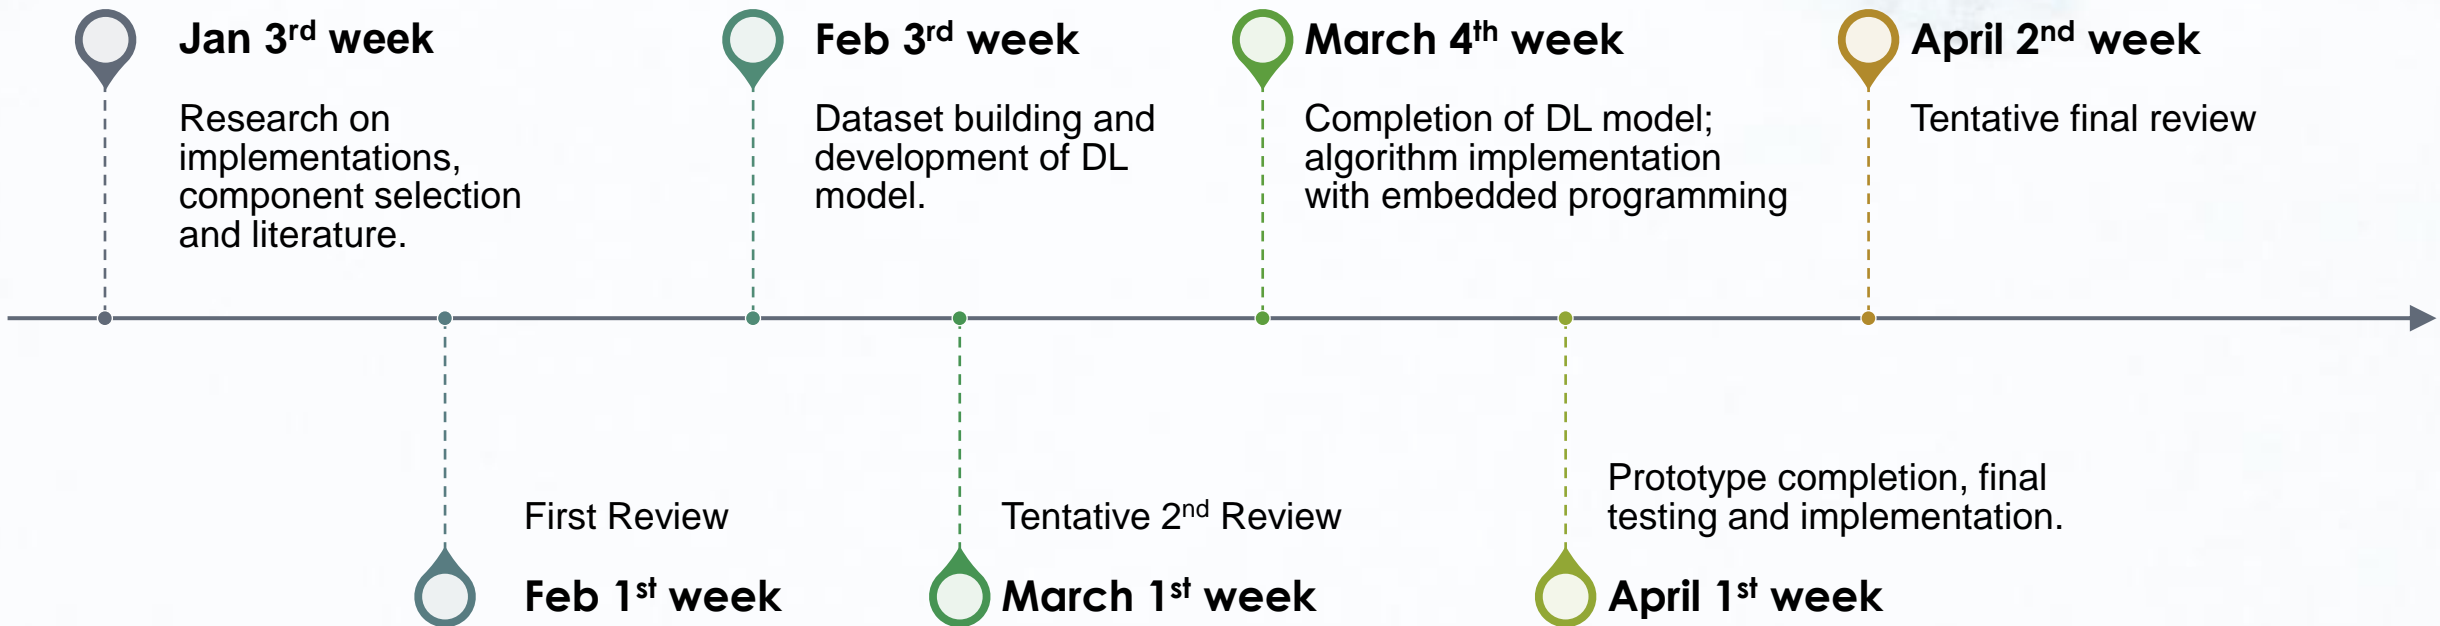 Jan 3rd week
Research on
implementations,
component selection
and literature.
First Review
Feb 1st week
Feb 3rd week
Dataset building and
development of DL
model.
Tentative 2nd Review
March 1st week
March 4th week
Completion of DL model;
algorithm implementation
with embedded programming
Prototype completion, final
testing and implementation.
April 1st week
April 2nd week
Tentative final review